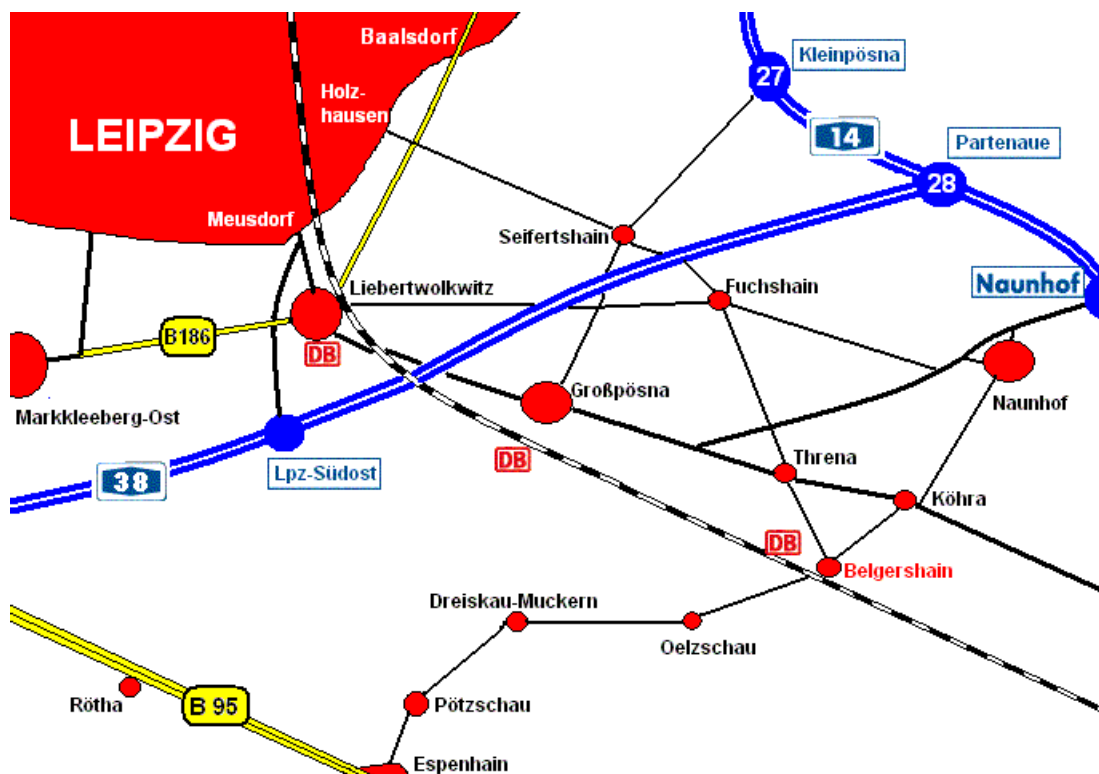 Baalsdorf
Kleinpösna
27
Holz-
hausen
LEIPZIG
14
Partenaue
28
Meusdorf
Seifertshain
Naunhof
Liebertwolkwitz
Fuchshain
B186
DB
Großpösna
Naunhof
Markkleeberg-Ost
DB
Threna
38
Lpz-Südost
Köhra
DB
Belgershain
Dreiskau-Muckern
Oelzschau
Rötha
B 95
Pötzschau
Espenhain